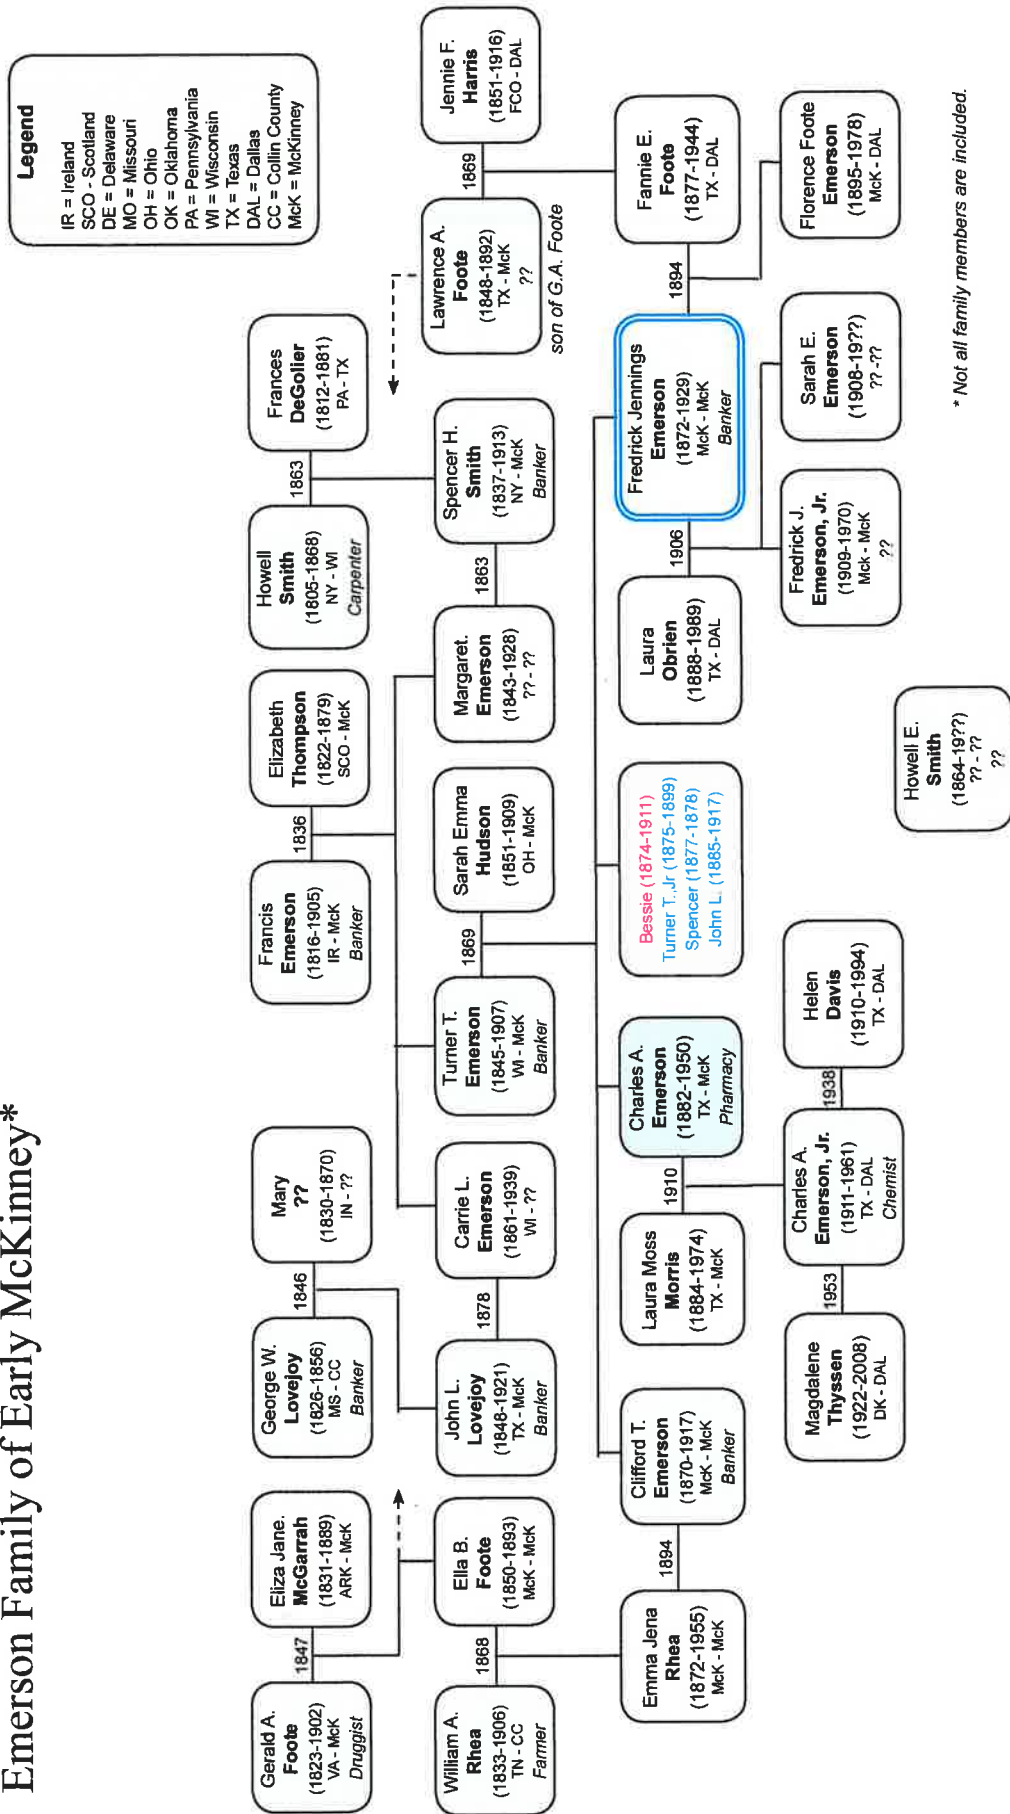 Emerson Family of Early McKinney*
Legend
IR = Ireland
SCO - Scotland
DE = Delaware
MO = Missouri
OH = Ohio
OK = Oklahoma
PA = Pennsylvania
WI = Wisconsin
TX = Texas
DAL = Dallas
CC = Collin County
McK = McKinney
Gerald A.
Foote
(1823-1902)
VA - McK
Druggist
1847
Eliza Jane.
McGarrah
(1831-1889)
ARK - McK
George W.
Lovejoy
(1826-1856)
MS - CC
Banker
1846
Mary
??
(1830-1870)
IN - ??
Francis
Emerson
(1816-1905)
IR - McK
Banker
1836
Elizabeth
Thompson
(1822-1879)
SCO - McK
Howell
Smith
(1805-1868)
NY - WI
Carpenter
1863
Frances
DeGolier
(1812-1881)
PA - TX
William A.
Rhea
(1833-1906)
TN - CC
Farmer
1868
Ella B.
Foote
(1850-1893)
McK - McK
John L.
Lovejoy
(1848-1921)
TX - McK
Banker
1878
Carrie L.
Emerson
(1861-1939)
WI - ??
Turner T.
Emerson
(1845-1907)
WI - McK
Banker
1869
Sarah Emma
Hudson
(1851-1909)
OH - McK
Margaret.
Emerson
(1843-1928)
?? - ??
1863
Spencer H.
Smith
(1837-1913)
NY - McK
Banker
Lawrence A.
Foote
(1848-1892)
TX - McK
??
son of G.A. Foote
1869
Jennie F.
Harris
(1851-1916)
FCO - DAL
Emma Jena
Rhea
(1872-1955)
McK - McK
1894
Clifford T.
Emerson
(1870-1917)
McK - McK
Banker
Laura Moss
Morris
(1884-1974)
TX - McK
1910
Charles A.
Emerson
(1882-1950)
TX - McK
Pharmacy
Bessie (1874-1911)
Turner T.,Jr (1875-1899)
Spencer (1877-1878)
John L. (1885-1917)
Laura
Obrien
(1888-1989)
TX - DAL
1906
Fredrick Jennings
Emerson
(1872-1929)
McK - McK
Banker
1894
Fannie E.
Foote
(1877-1944)
TX - DAL
Magdalene
Thyssen
(1922-2008)
DK - DAL
1953
Charles A.
Emerson, Jr.
(1911-1961)
TX - DAL
Chemist
1938
Helen
Davis
(1910-1994)
TX - DAL
Fredrick J.
Emerson, Jr.
(1909-1970)
Mck - McK
??
Sarah E.
Emerson
(1908-19??)
?? -??
Florence Foote
Emerson
(1895-1978)
McK - DAL
Howell E.
Smith
(1864-19??)
?? - ??
??
* Not all family members are included.